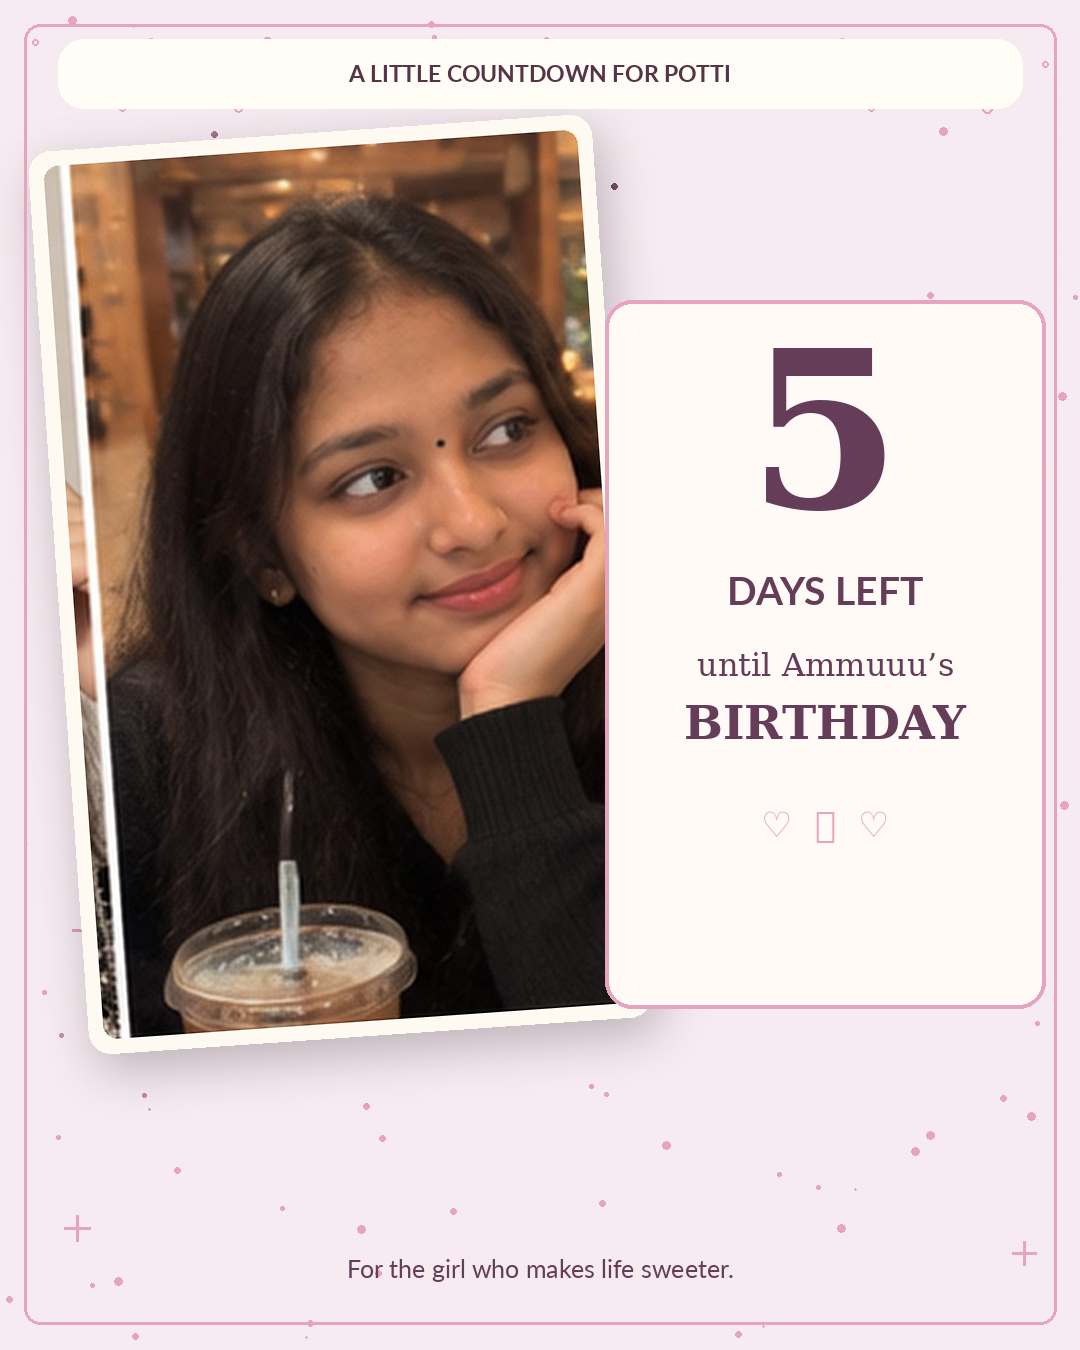 A LITTLE COUNTDOWN FOR POTTI
5
DAYS LEFT
until Ammuuu’s
BIRTHDAY
♡ ▯ ♡
For the girl who makes life sweeter.